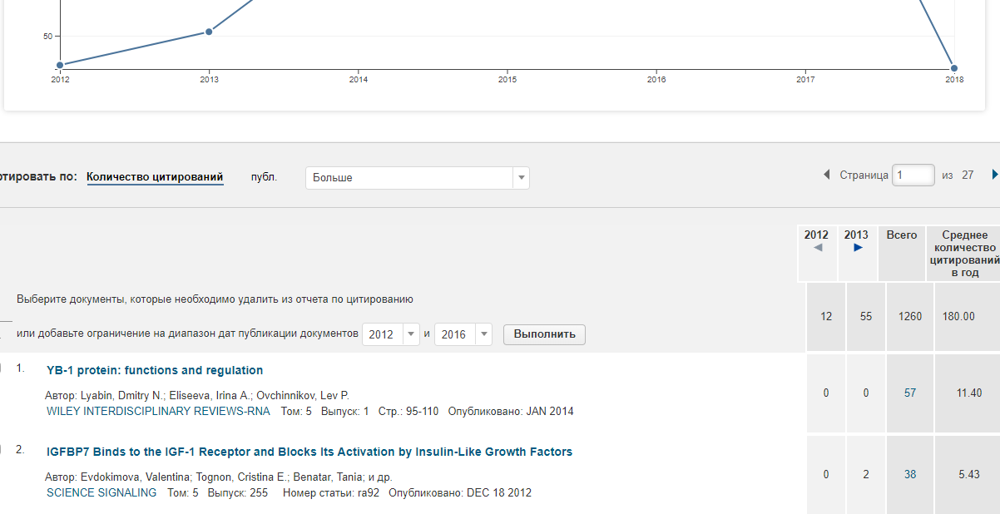 50
2012 2013 2014 2015 2016 2017 2018
ртировать по: Количество цитирований публ. Больше Страница 1 из 27
2012 2013 Всего Среднее
количество
цитирований
в год
Выберите документы, которые необходимо удалить из отчета по цитированию
12 55 1260 180.00
или добавьте ограничение на диапазон дат публикации документов 2012 и 2016 Выполнить
1. YB-1 protein: functions and regulation
Автор: Lyabin, Dmitry N.; Eliseeva, Irina A.; Ovchinnikov, Lev P.
0 0 57 11.40
WILEY INTERDISCIPLINARY REVIEWS-RNA Том: 5 Выпуск: 1 Стр.: 95-110 Опубликовано: JAN 2014
2. IGFBP7 Binds to the IGF-1 Receptor and Blocks Its Activation by Insulin-Like Growth Factors
Автор: Evdokimova, Valentina; Tognon, Cristina E.; Benatar, Tania; и др.
0 2 38 5.43
SCIENCE SIGNALING Том: 5 Выпуск: 255 Номер статьи: ra92 Опубликовано: DEC 18 2012